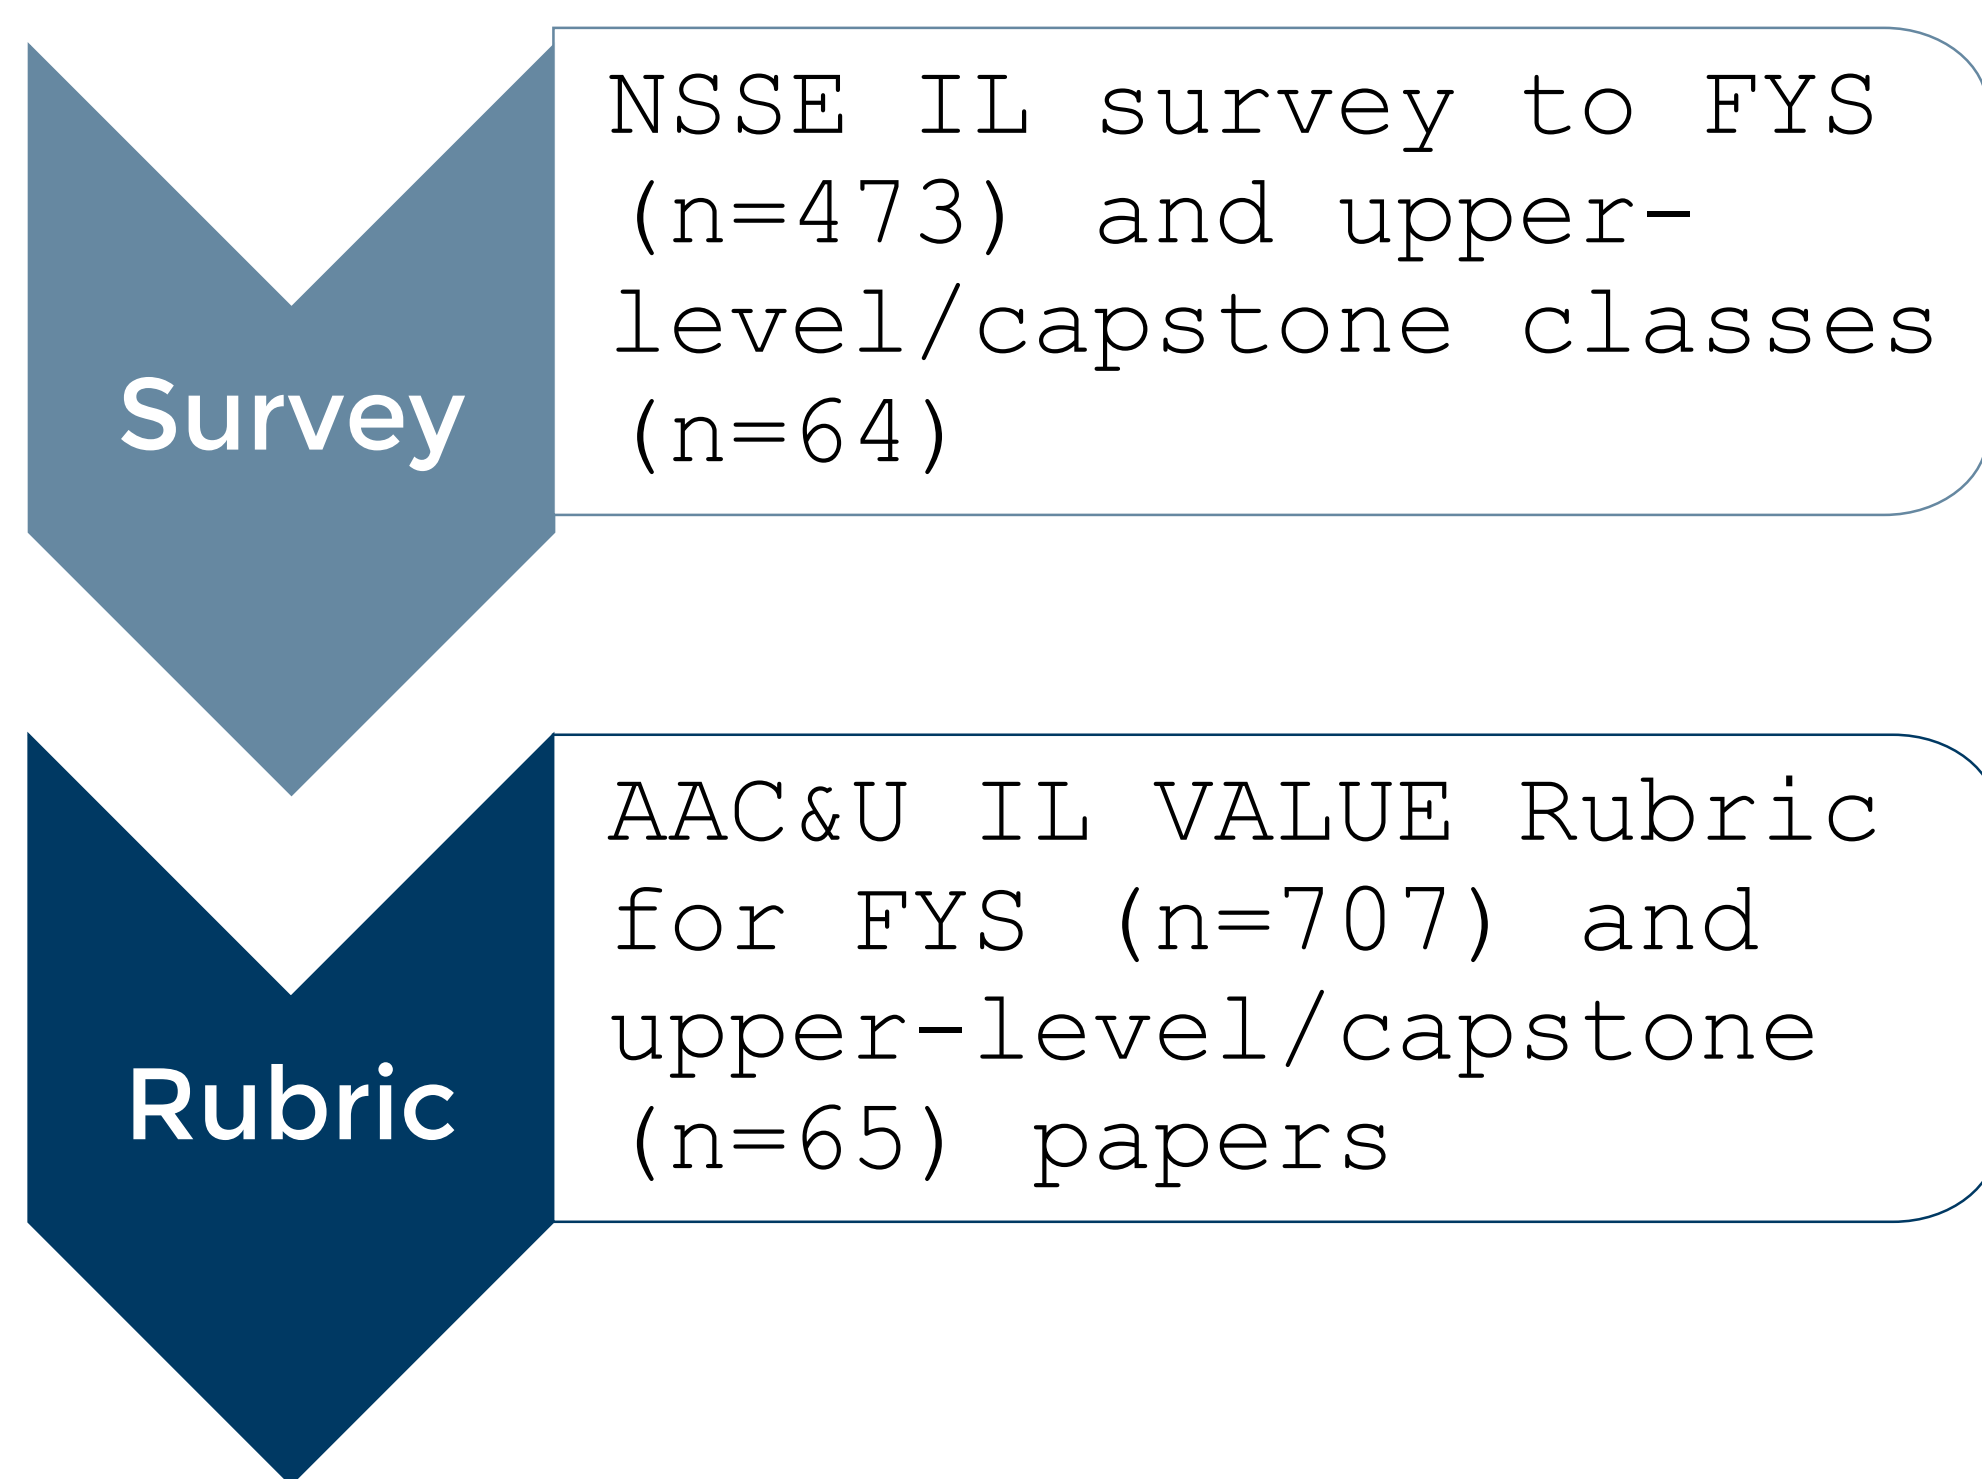 Survey
NSSE IL survey to FYS
(n=473) and upper-
level/capstone classes
(n=64)
Rubric
AAC&U IL VALUE Rubric
for FYS (n=707) and
upper-level/capstone
(n=65) papers